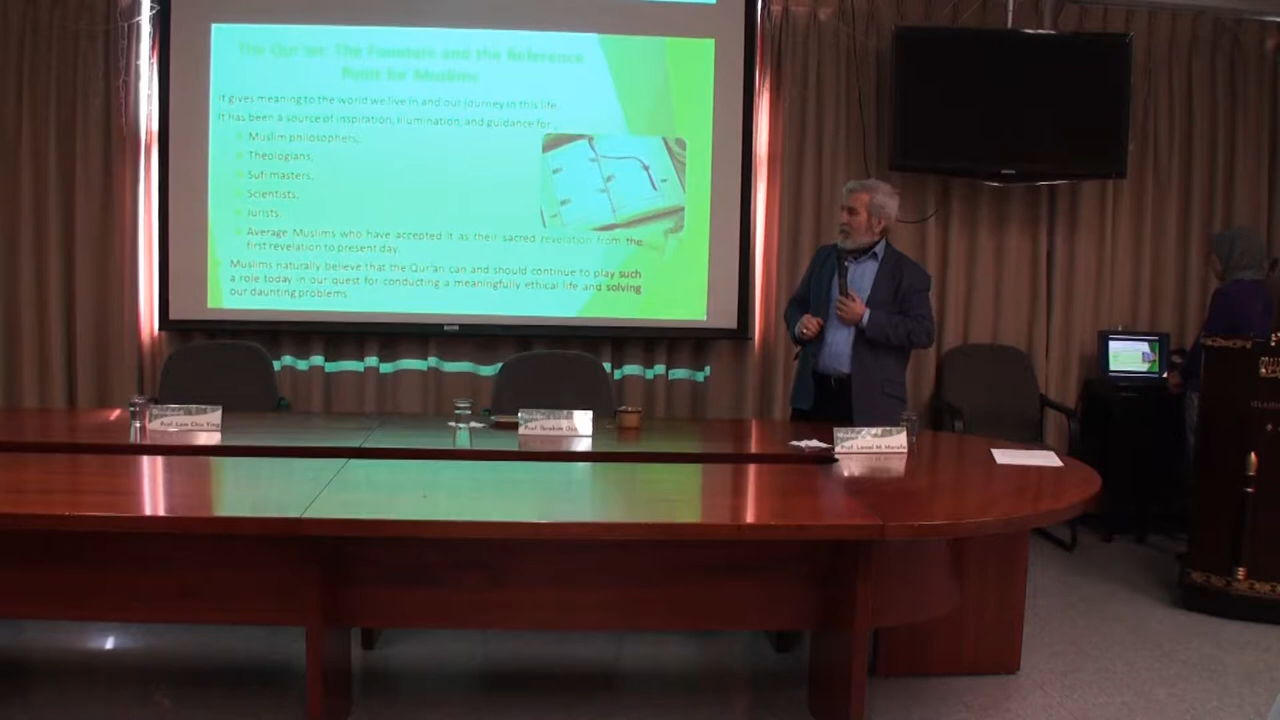 The Qur'an: The Fountain and the Reference
Point for Muslims
It gives meaning to the world we live in and our journey in this life.
It has been a source of inspiration, illumination, and guidance for
Muslim philosophers,
Theologians,
Sufi masters,
Scientists,
Jurists,
Average Muslims who have accepted it as their sacred revelation from the
first revelation to present day.
Muslims naturally believe that the Qur'an can and should continue to play such
a role today in our quest for conducting a meaningfully ethical life and solving
our daunting problems
Prof. Lam Chiu Ying
Prof. Ibrahim
Prof.